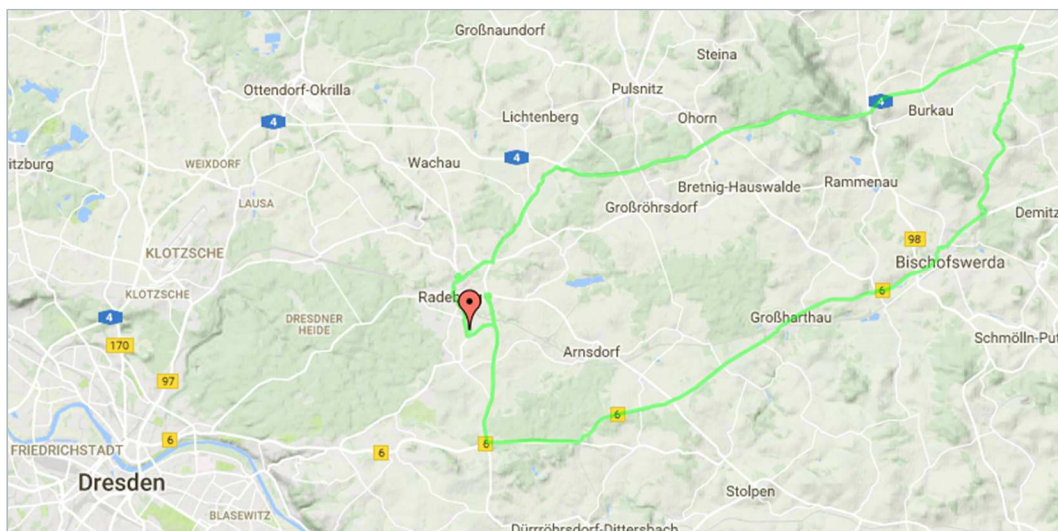 Großnaundorf
Steina
Ottendorf-Okrilla
Pulsnitz
4
Burkau
Lichtenberg
Ohorn
4
Wachau
4
itzburg
WEIXDORF
Bretnig-Hauswalde
Rammenau
LAUSA
Großröhrsdorf
Demitz
98
KLOTZSCHE
Bischofswerda
KLOTZSCHE
6
4
DRESDNER
HEIDE
Großharthau
170
Schmölln-Put
Arnsdorf
97
6
6
6
6
FRIEDRICHSTADT
Dresden
Stolpen
BLASEWITZ
Dürrröhrsdorf-Dittersbach